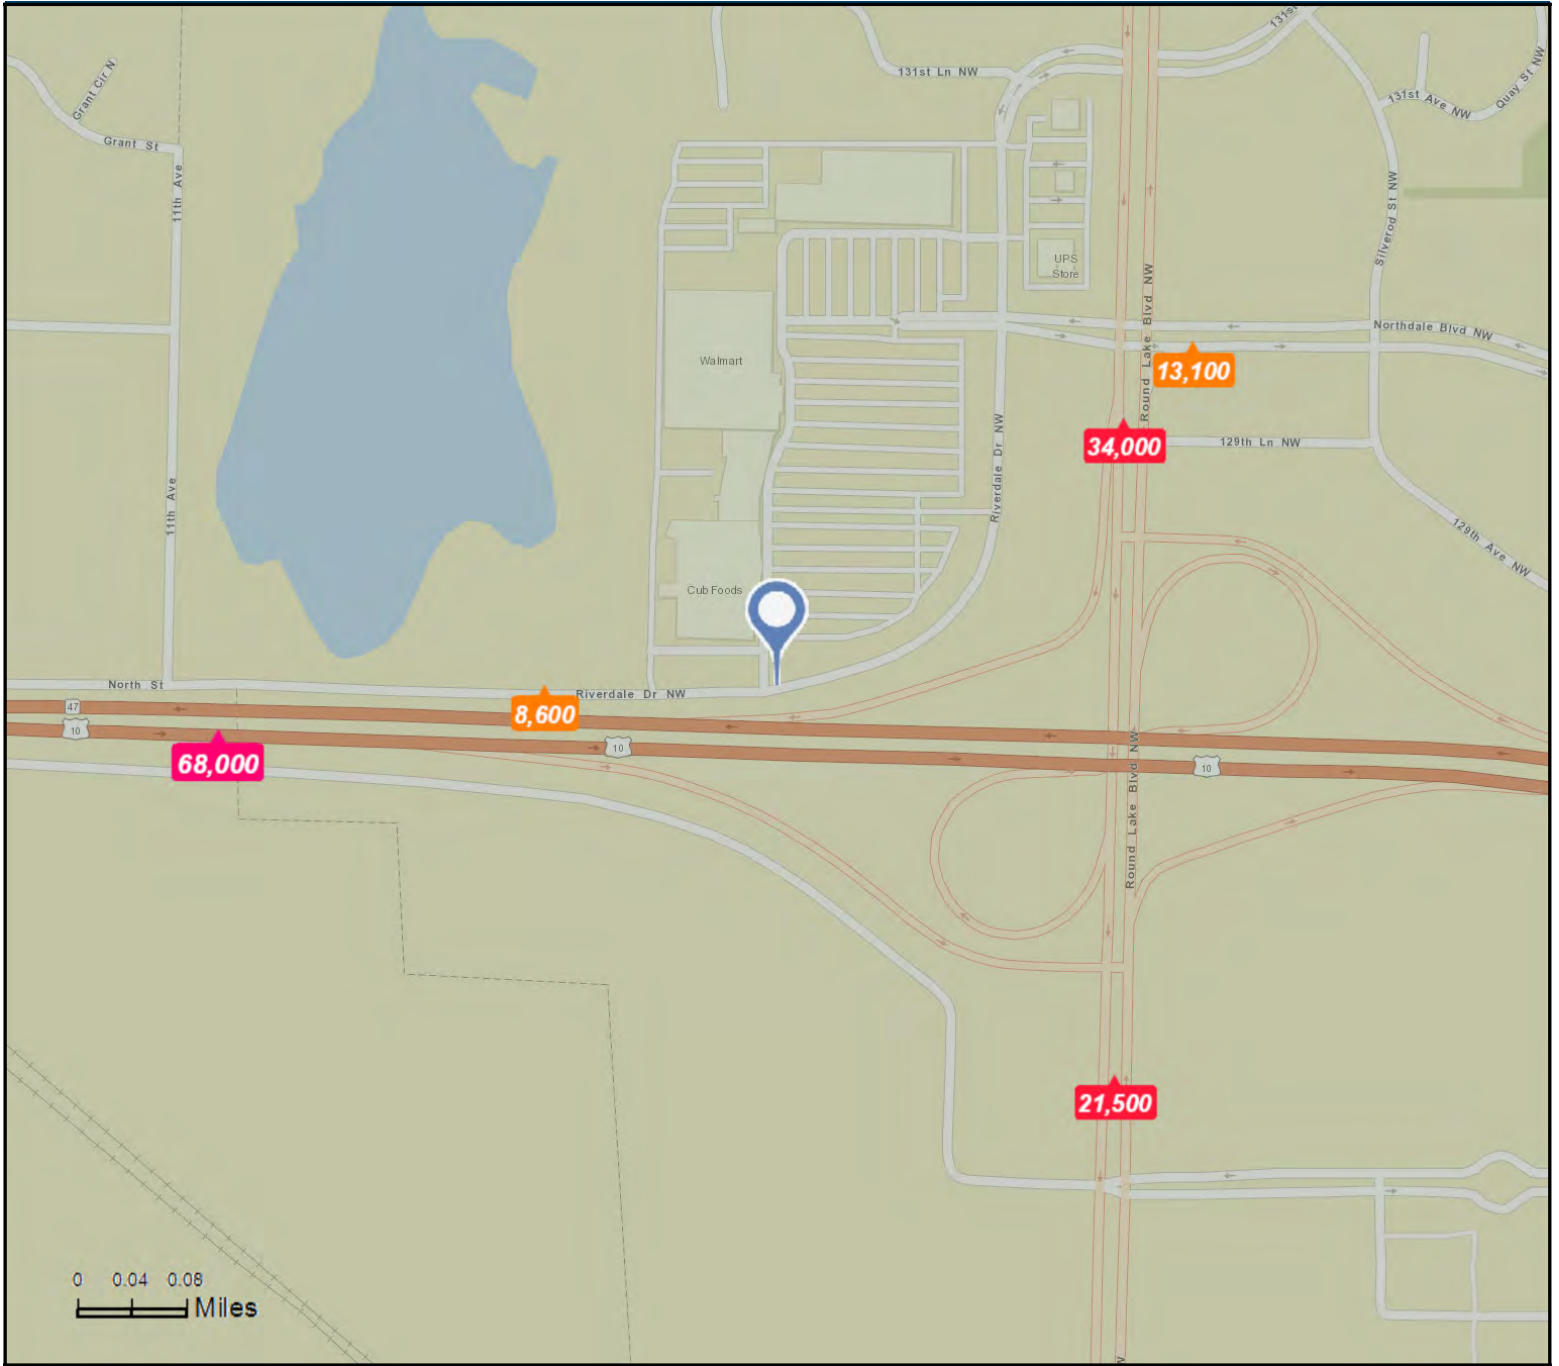 131st
131st Ln NW
Grant Cir N
Grant St
131st Ave NW
Quay St NW
11th Ave
Silverod St NW
UPS
Store
Round Lake Blvd NW
Northdale Blvd NW
Walmart
13,100
34,000
129th Ln NW
Riverdale Dr NW
11th Ave
129th Ave NW
Cub Foods
North St
Riverdale Dr NW
47
8,600
10
10
68,000
10
Round Lake Blvd NW
21,500
0 0.04 0.08
Miles